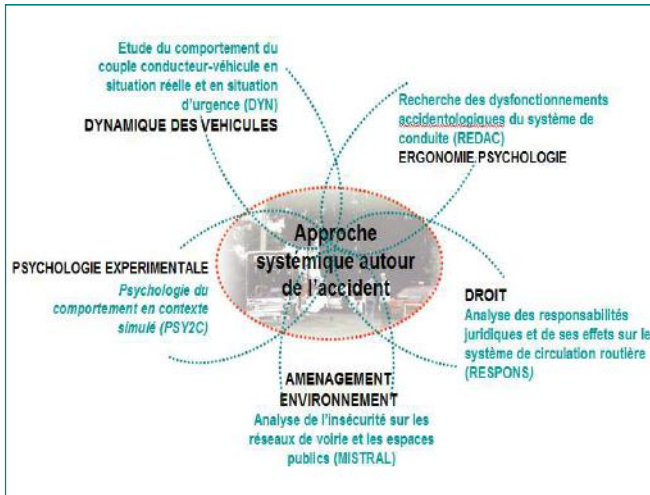 Etude du comportement du
couple conducteur-véhicule en
situation réelle et en situation
d'urgence (DYN)
DYNAMIQUE DES VEHICULES
Recherche des dysfonctionnements
accidentologiques du système de
conduite (REDAC)
ERGONOMIE PSYCHOLOGIE
Approche
systémique autour
de l'accident
PSYCHOLOGIE EXPERIMENTALE
Psychologie du
comportement en contexte
simulé (PSY2C)
DROIT
Analyse des responsabilités
juridiques et de ses effets sur le
système de circulation routière
(RESPONS)
AMENAGEMENT
ENVIRONNEMENT
Analyse de l'insécurité sur les
réseaux de voirie et les espaces
publics (MISTRAL)